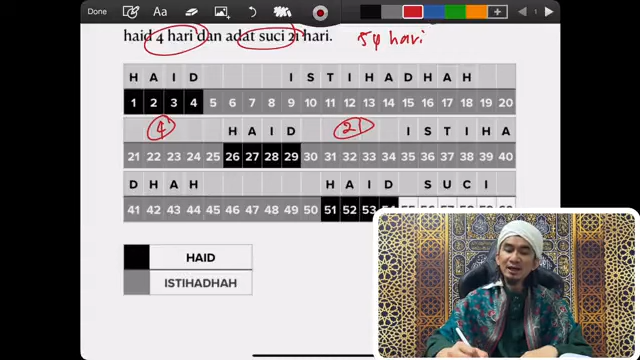 haid 4 hari dan adat suci 21 hari. 54 hari
H A I D I S T I H A D H A H
1 2 3 4 5 6 7 8 9 10 11 12 13 14 15 16 17 18 19 20
4 H A I D 21 I S T I H A
21 22 23 24 25 26 27 28 29 30 31 32 33 34 35 36 37 38 39 40
D H A H H A I D S U C I
41 42 43 44 45 46 47 48 49 50 51 52 53
HAID
ISTIHADHAH